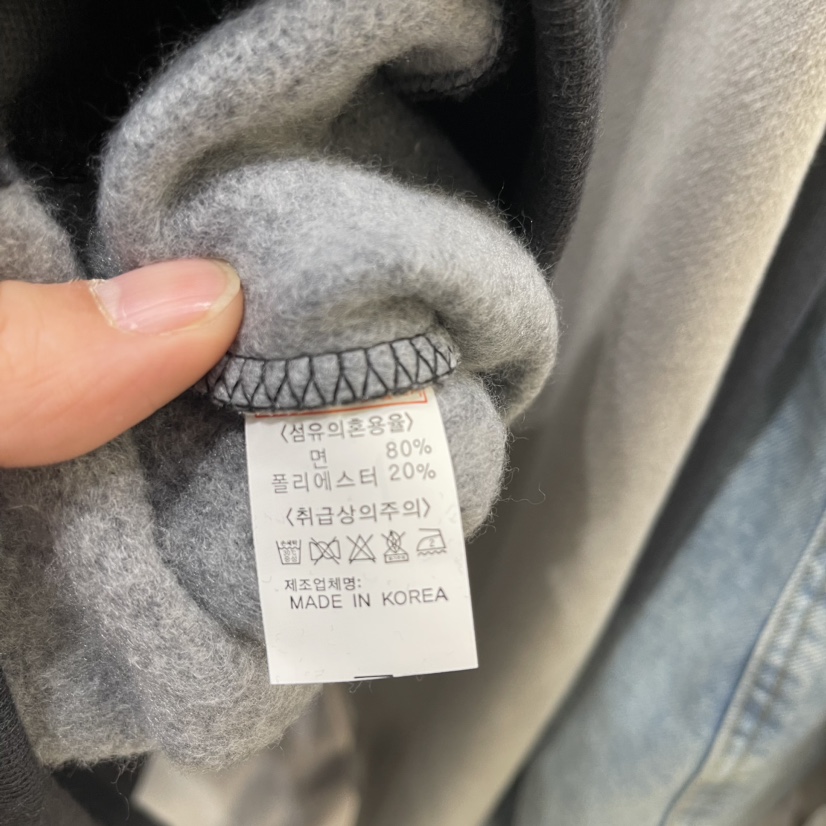 〈섬유의혼용율〉
면 80%
폴리에스터 20%
〈취급상의주의〉
제조업체명:
MADE IN KOREA